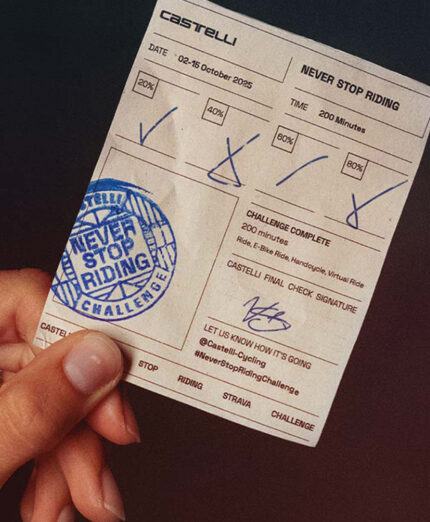 CASTELLI
NEVER STOP RIDING
DATE 02-15 October 2025
TIME 200 Minutes
20%
40%
60%
80%
CHALLENGE COMPLETE
200 minutes
Ride, E-Bike Ride, Handcycle, Virtual Ride
CASTELLI FINAL CHECK SIGNATURE
CASTELLI
NEVER
STOP
RIDING
CHALLENGE
LET US KNOW HOW IT'S GOING
@Castelli-Cycling
#NeverStopRidingChallenge
STOP RIDING STRAVA CHALLENGE